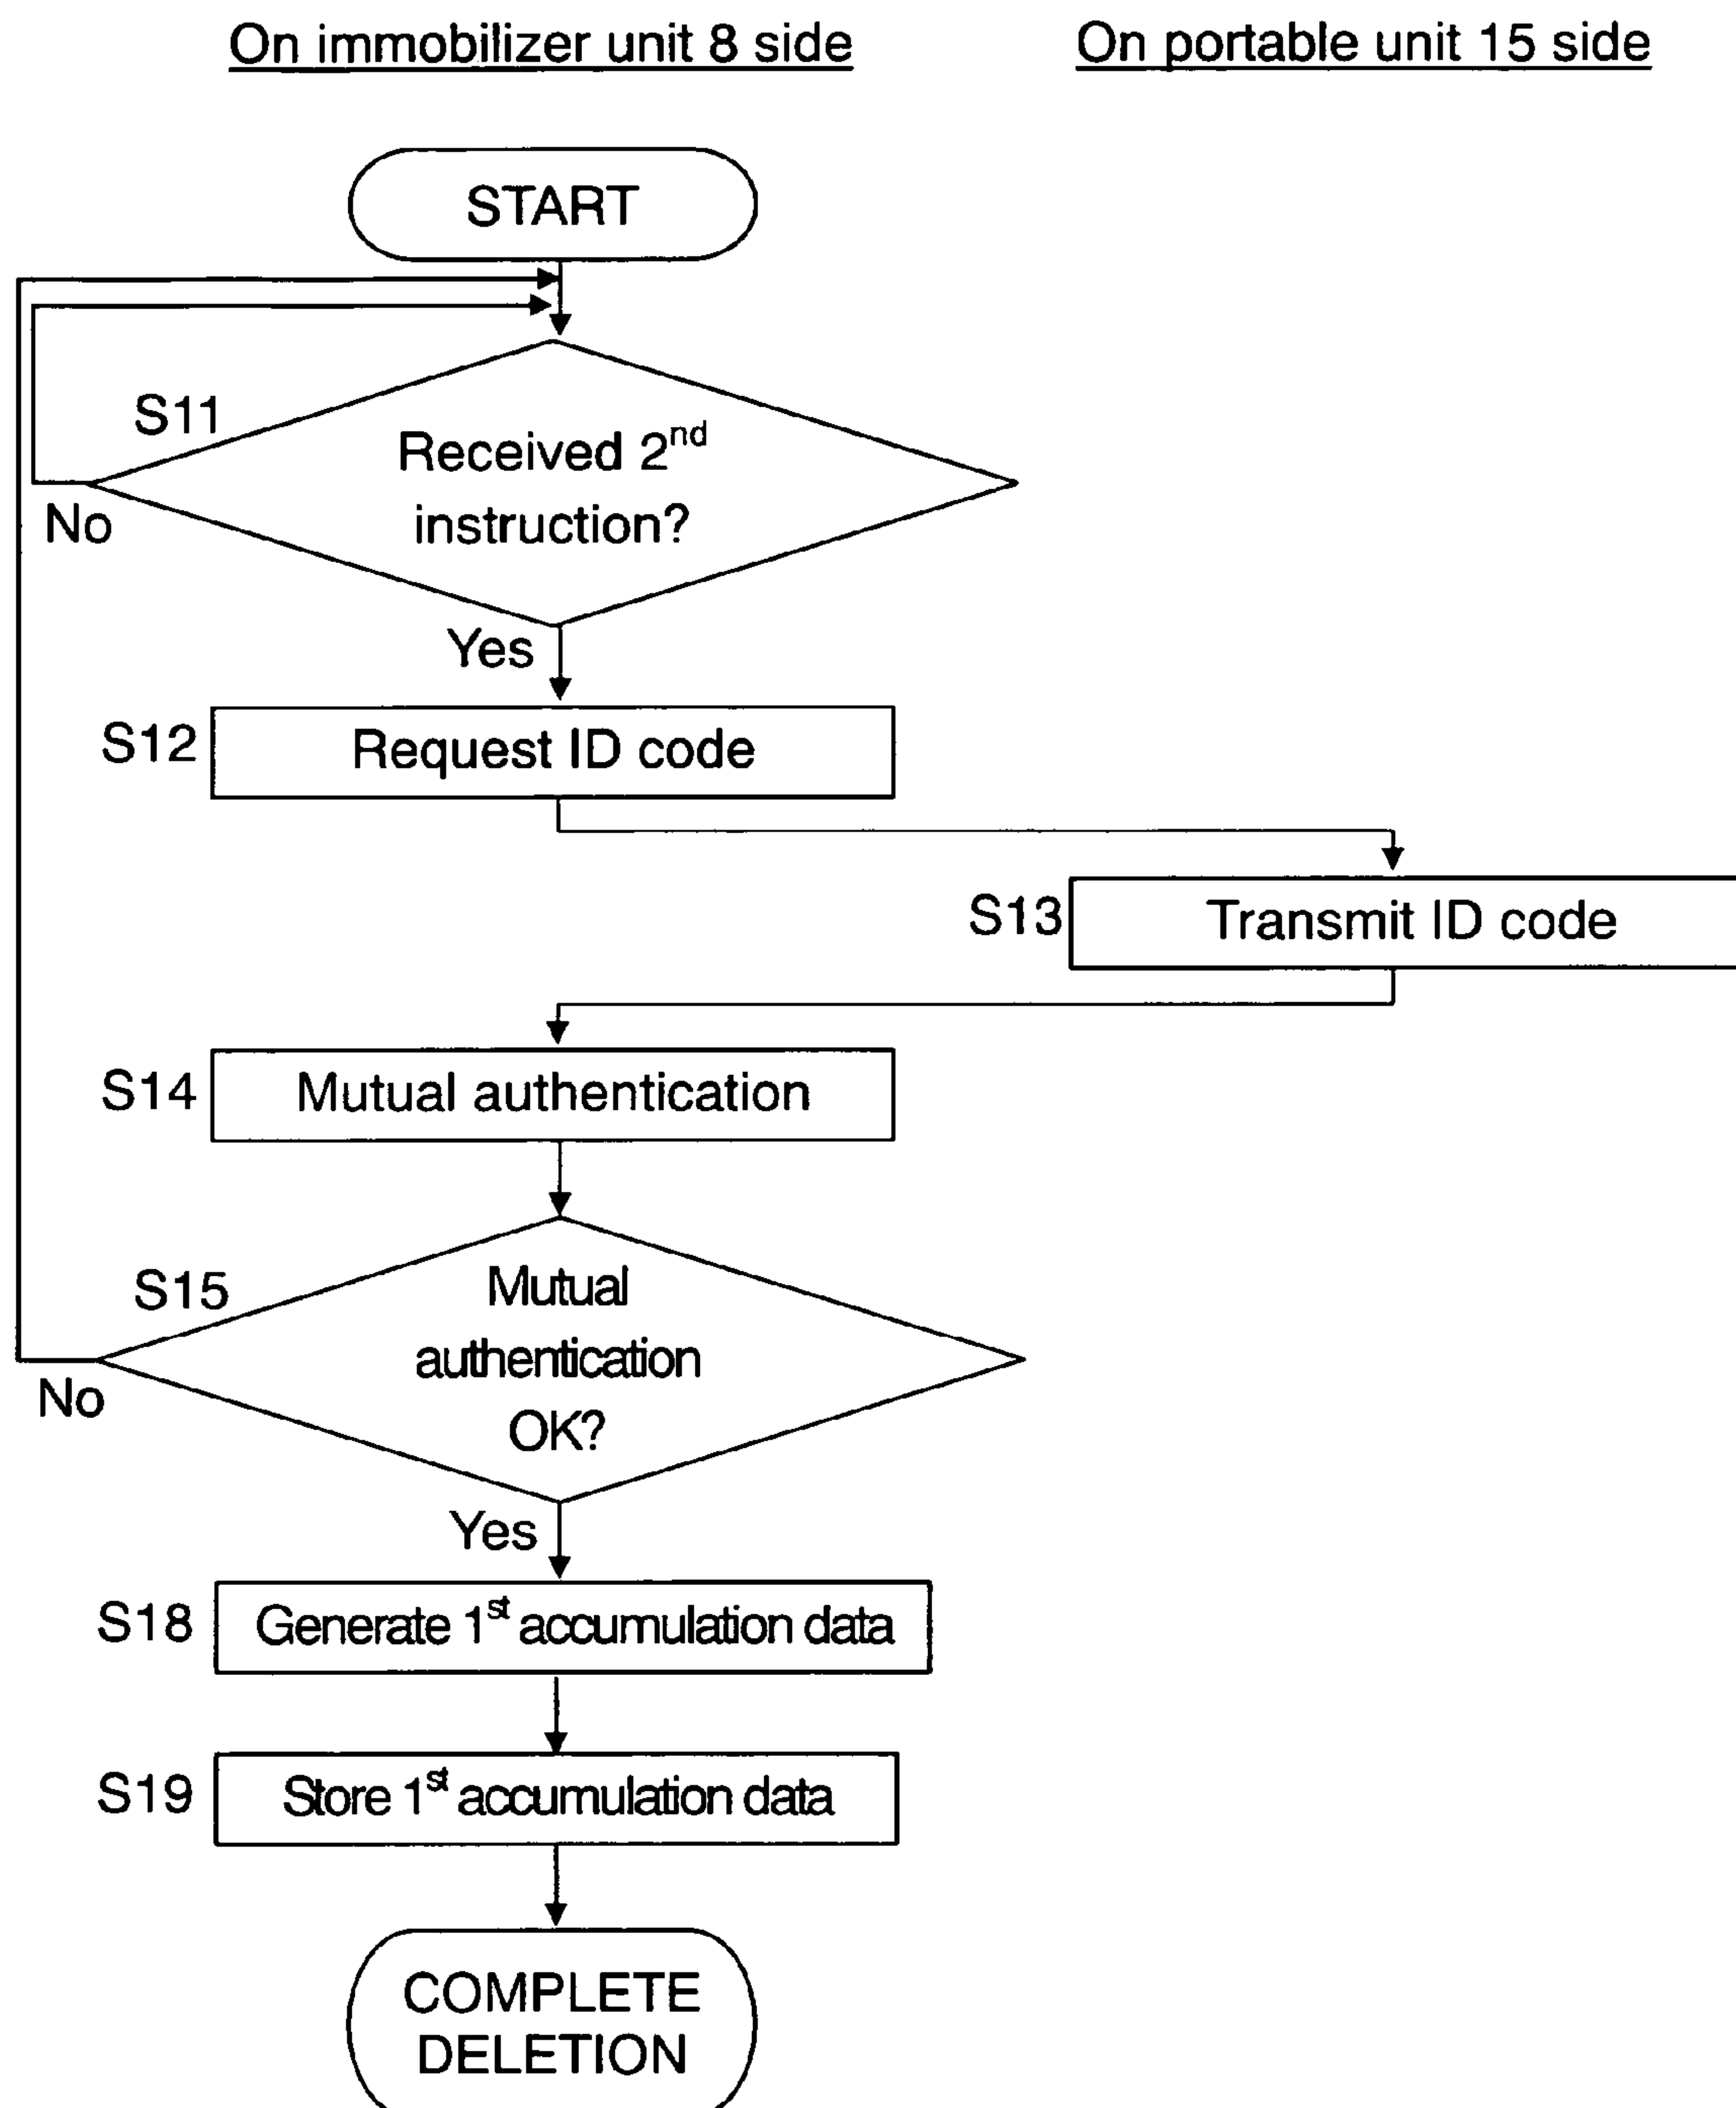 On immobilizer unit 8 side
On portable unit 15 side
START
S11
Received 2nd
instruction?
No
Yes
S12
Request ID code
S13
Transmit ID code
S14
Mutual authentication
S15
Mutual
authentication
OK?
No
Yes
S18
Generate 1st accumulation data
S19
Store 1st accumulation data
COMPLETE
DELETION